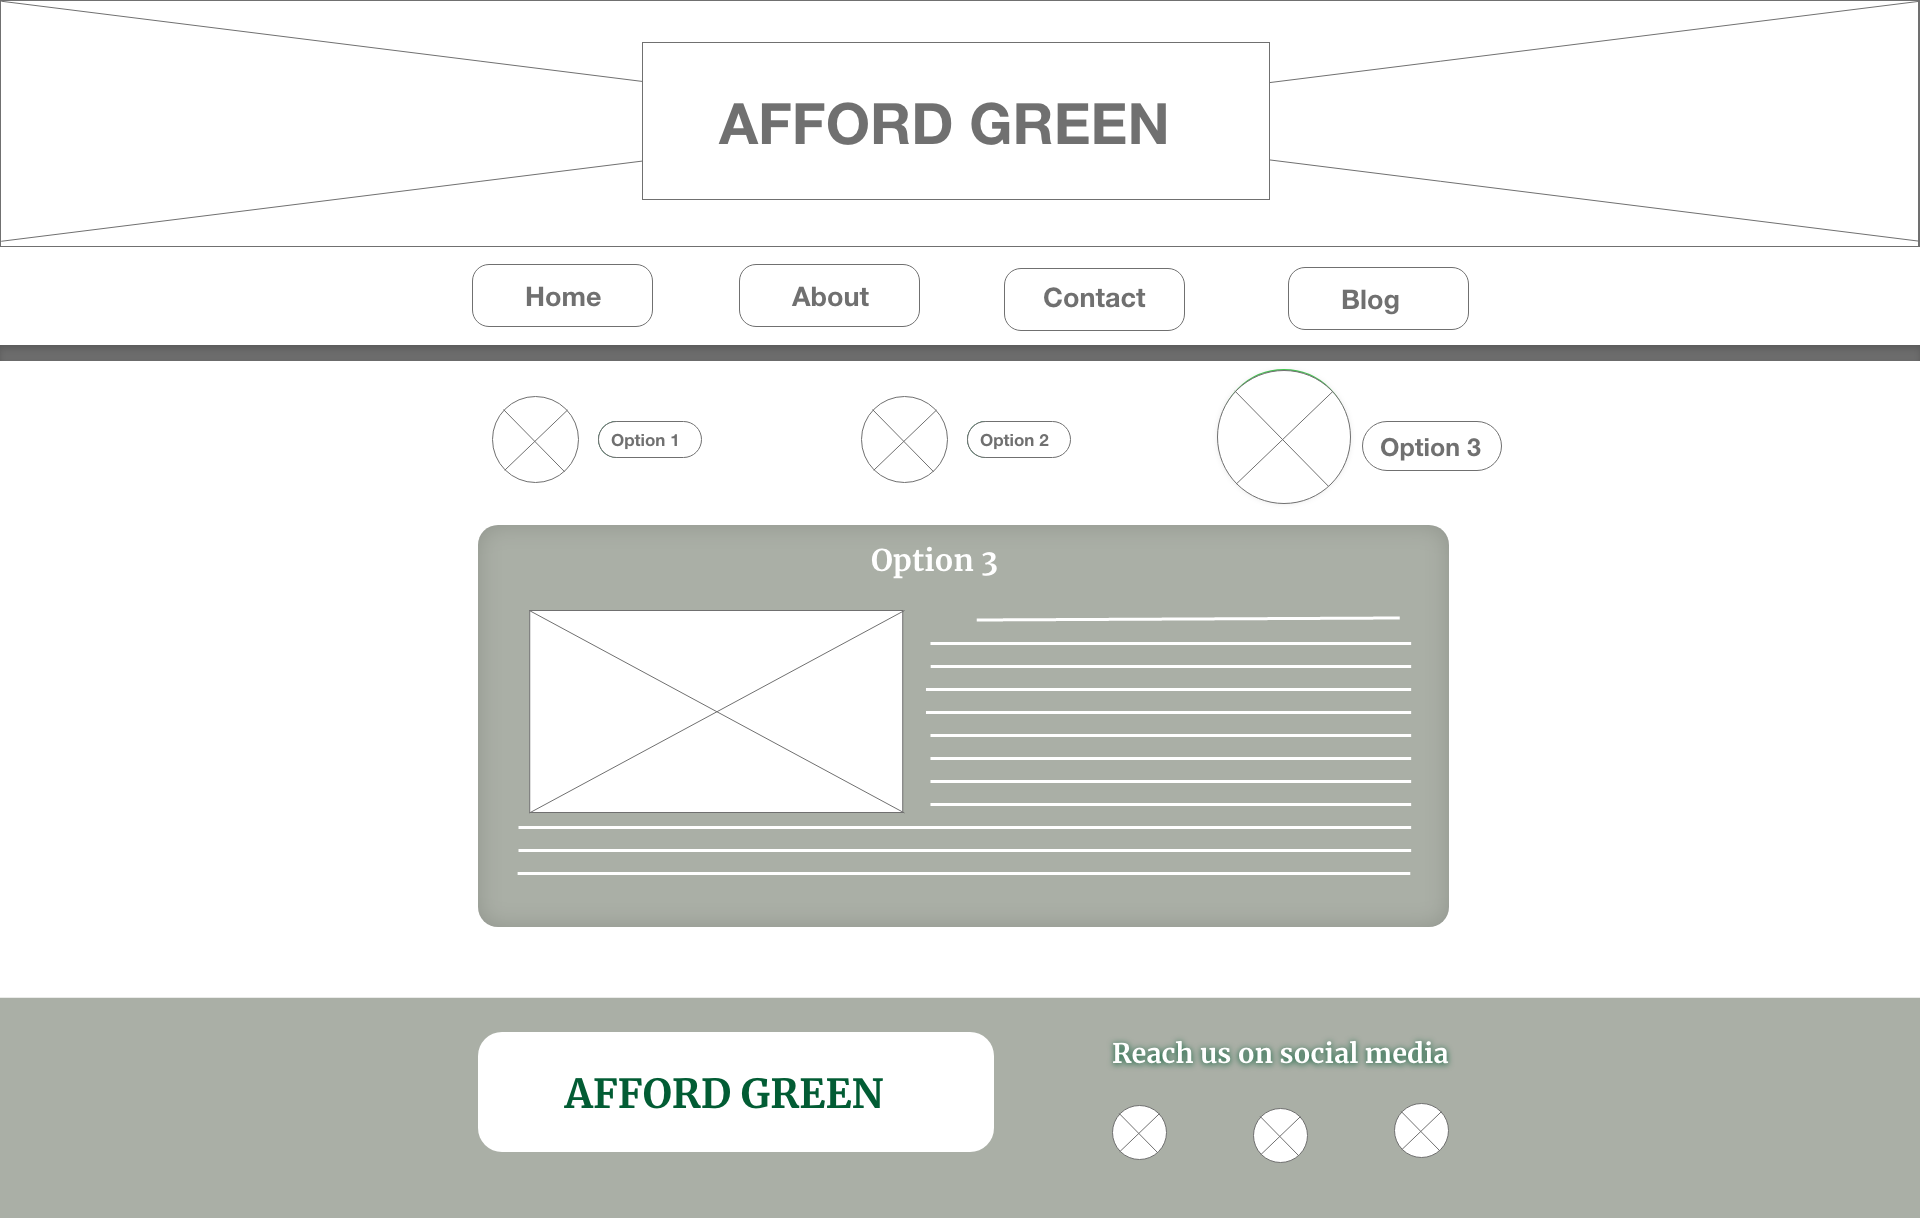 AFFORD GREEN
Home
About
Contact
Blog
Option 1
Option 2
Option 3
Option 3
AFFORD GREEN
Reach us on social media